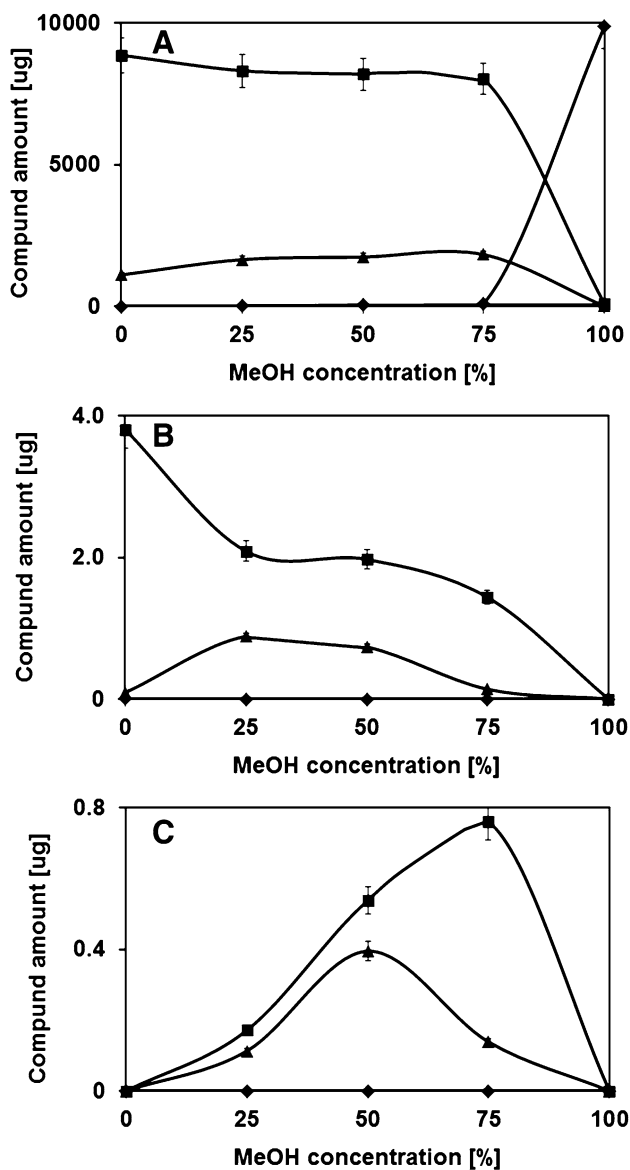 A
Compund amount [ug]
10000
5000
0
0 25 50 75 100
MeOH concentration [%]
B
Compund amount [ug]
4.0
2.0
0
0 25 50 75 100
MeOH concentration [%]
C
Compund amount [ug]
0.8
0.4
0
0 25 50 75 100
MeOH concentration [%]